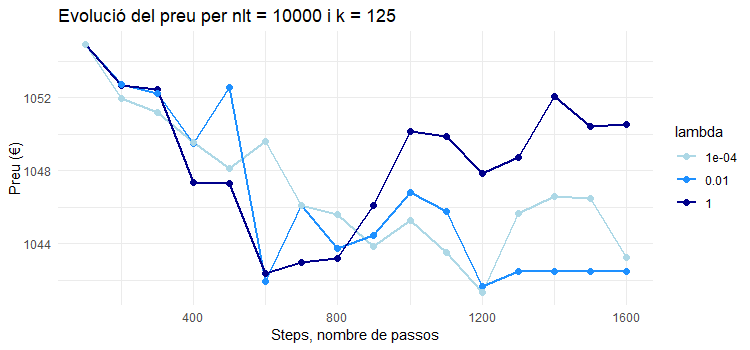 Evolució del preu per nlt = 10000 i k = 125
Preu (€)
1052
1048
1044
400
800
1200
1600
Steps, nombre de passos
lambda
1e-04
0.01
1